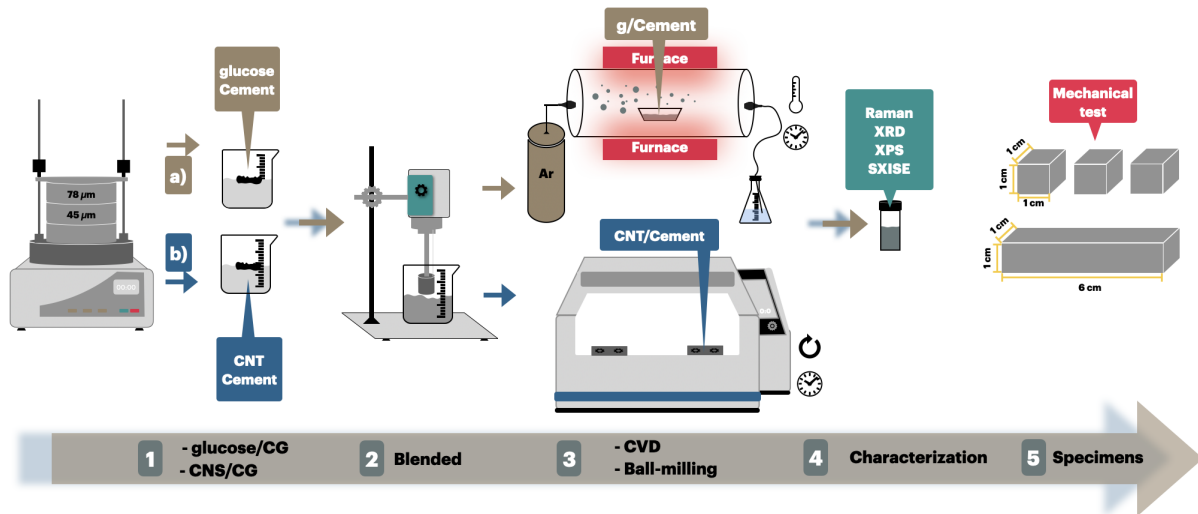 glucose
Cement
78 µm
45 µm
a)
b)
00:00
CNT
Cement
g/Cement
Furnace
Furnace
Ar
CNT/Cement
Raman
XRD
XPS
SXISE
Mechanical
test
1 cm
1 cm
1 cm
1 cm
1 cm
6 cm
1
- glucose/CG
- CNS/CG
2 Blended
3
- CVD
- Ball-milling
4 Characterization
5 Specimens